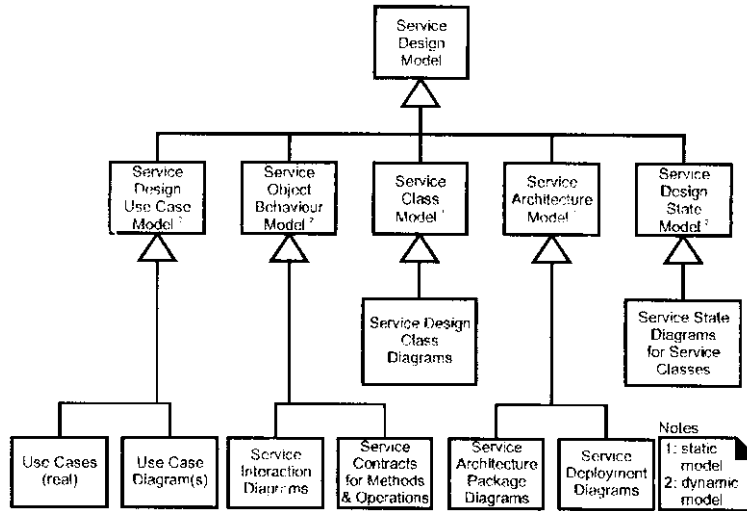 Service
Design
Model
Service
Design
Use Case
Model
Service
Object
Behaviour
Model 2
Service
Class
Model 1
Service
Architecture
Model 1
Service
Design
State
Model 2
Service Design
Class
Diagrams
Service State
Diagrams
for Service
Classes
Use Cases
(real)
Use Case
Diagram(s)
Service
Interaction
Diagrams
Service
Contracts
for Methods
& Operations
Service
Architecture
Package
Diagrams
Service
Deployment
Diagrams
Notes
1: static
model
2: dynamic
model